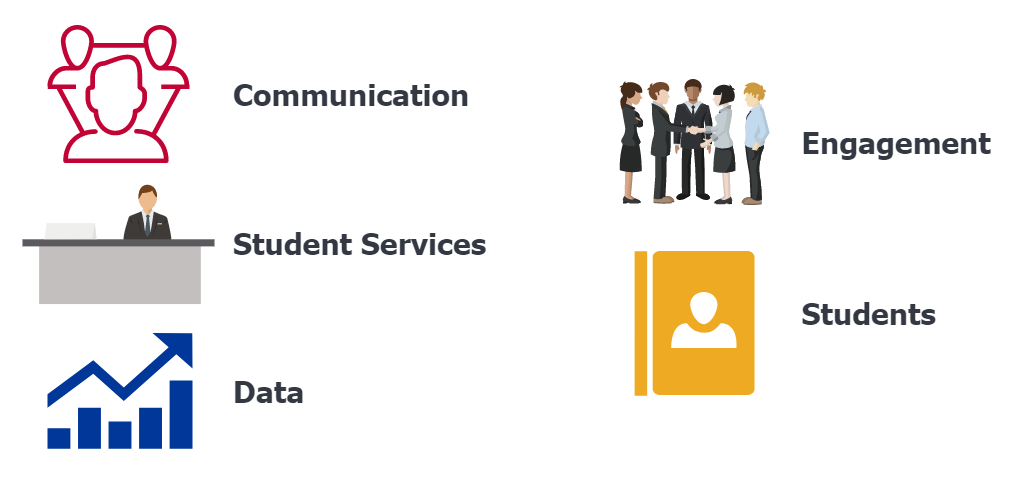 Communication
Student Services
Data
Engagement
Students